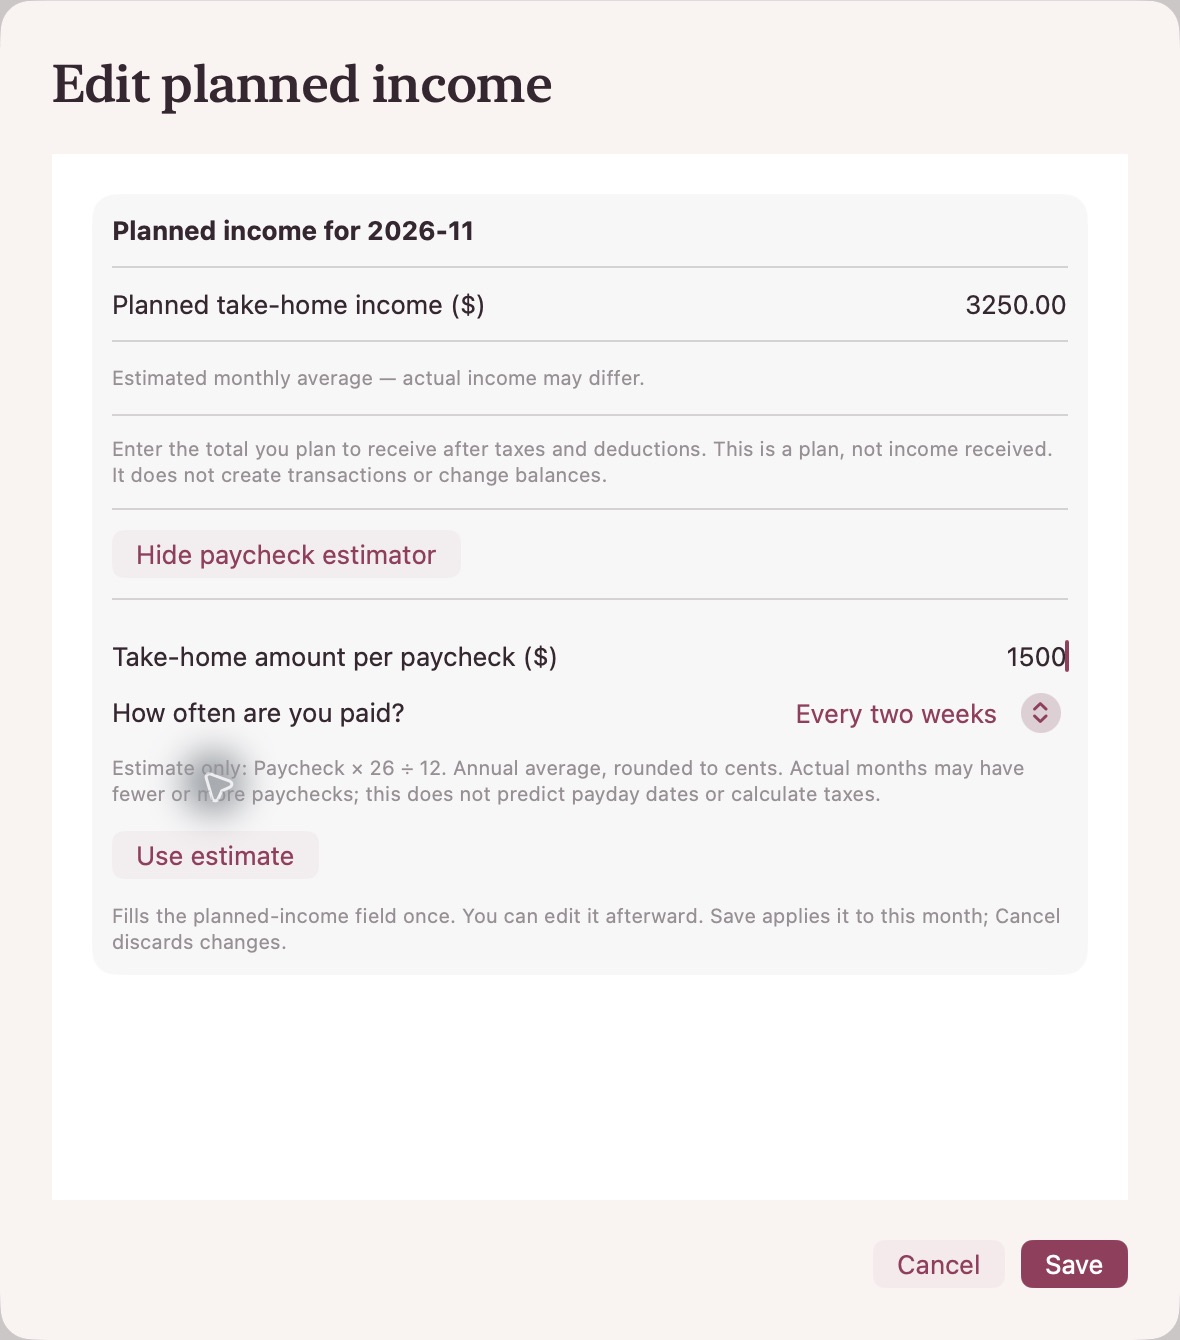 Edit planned income
Planned income for 2026-11
Planned take-home income ($) 3250.00
Estimated monthly average — actual income may differ.
Enter the total you plan to receive after taxes and deductions. This is a plan, not income received.
It does not create transactions or change balances.
Hide paycheck estimator
Take-home amount per paycheck ($) 1500
How often are you paid? Every two weeks
Estimate only: Paycheck × 26 ÷ 12. Annual average, rounded to cents. Actual months may have
fewer or more paychecks; this does not predict payday dates or calculate taxes.
Use estimate
Fills the planned-income field once. You can edit it afterward. Save applies it to this month; Cancel
discards changes.
Cancel Save